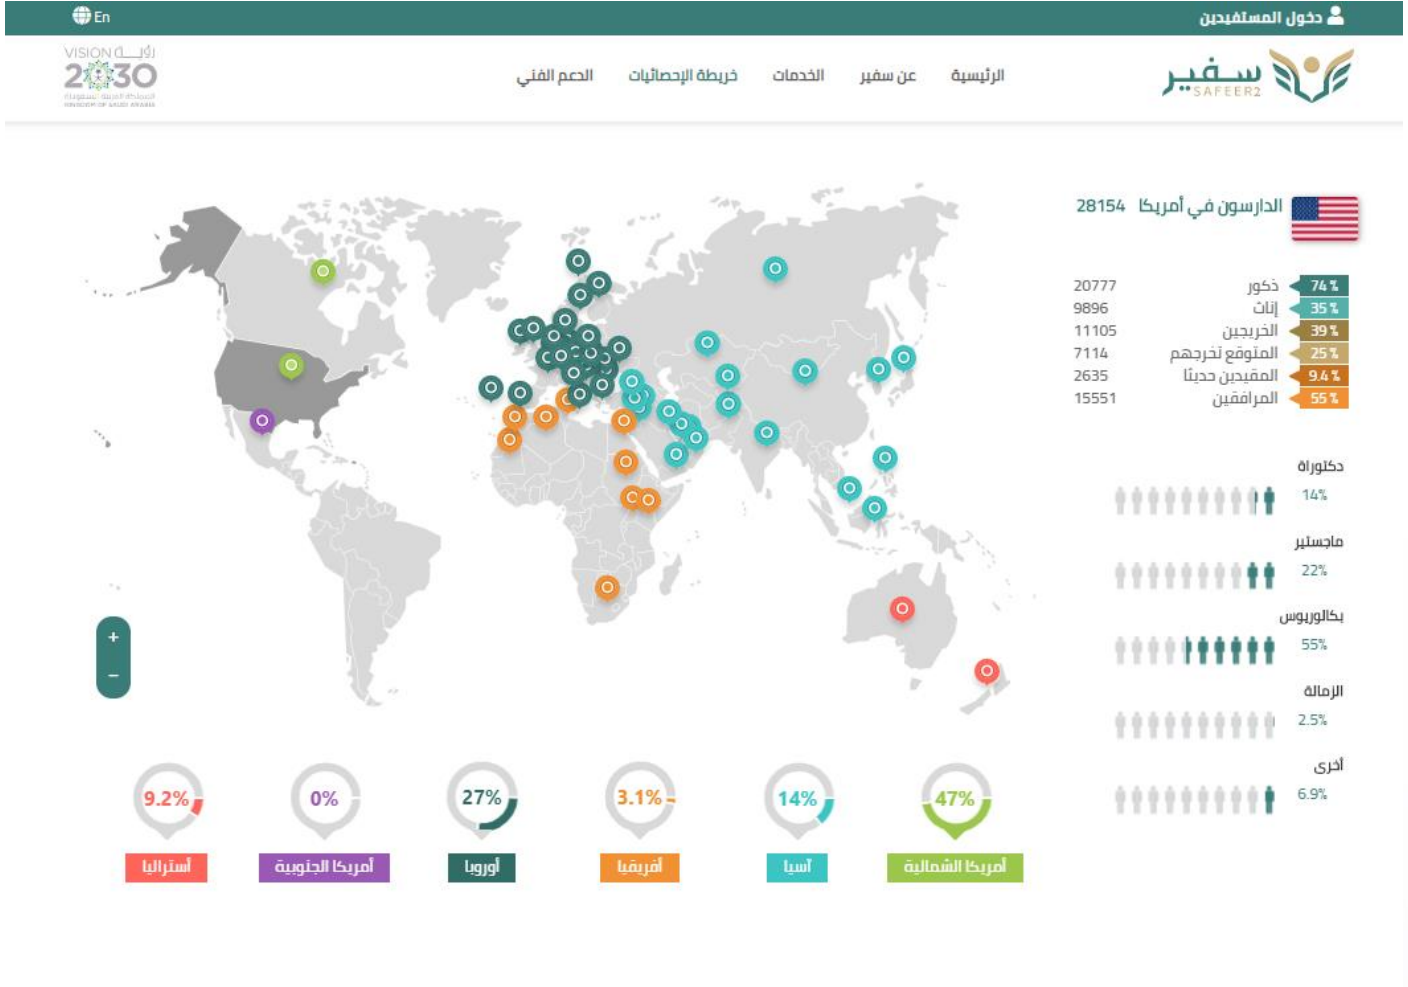 دخول المستفيدين
En
سفير
SAFEER2
الرئيسية
عن سفير
الخدمات
خريطة الإحصائيات
الدعم الفني
VISION رؤيــــة
2030
المملكة العربية السعودية
KINGDOM OF SAUDI ARABIA
الدارسون في أمريكا 28154
74 % ذكور 20777
35 % إناث 9896
39 % الخريجين 11105
25 % المتوقع تخرجهم 7114
9.4 % المقيدين حديثًا 2635
55 % المرافقين 15551
دكتوراة
14%
ماجستير
22%
بكالوريوس
55%
الزمالة
2.5%
أخرى
6.9%
+
−
47%
أمريكا الشمالية
14%
آسيا
3.1%
أفريقيا
27%
أوروبا
0%
أمريكا الجنوبية
9.2%
أستراليا